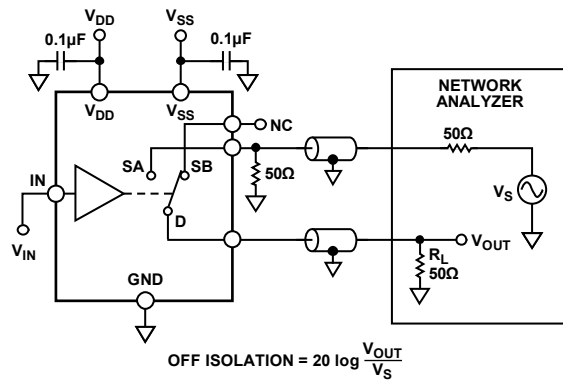 VDD
VSS
0.1µF
0.1µF
VDD
VSS
NC
NETWORK
ANALYZER
50Ω
SA
SB
50Ω
VS
IN
D
VOUT
VIN
RL
50Ω
GND
OFF ISOLATION = 20 log VOUT/VS